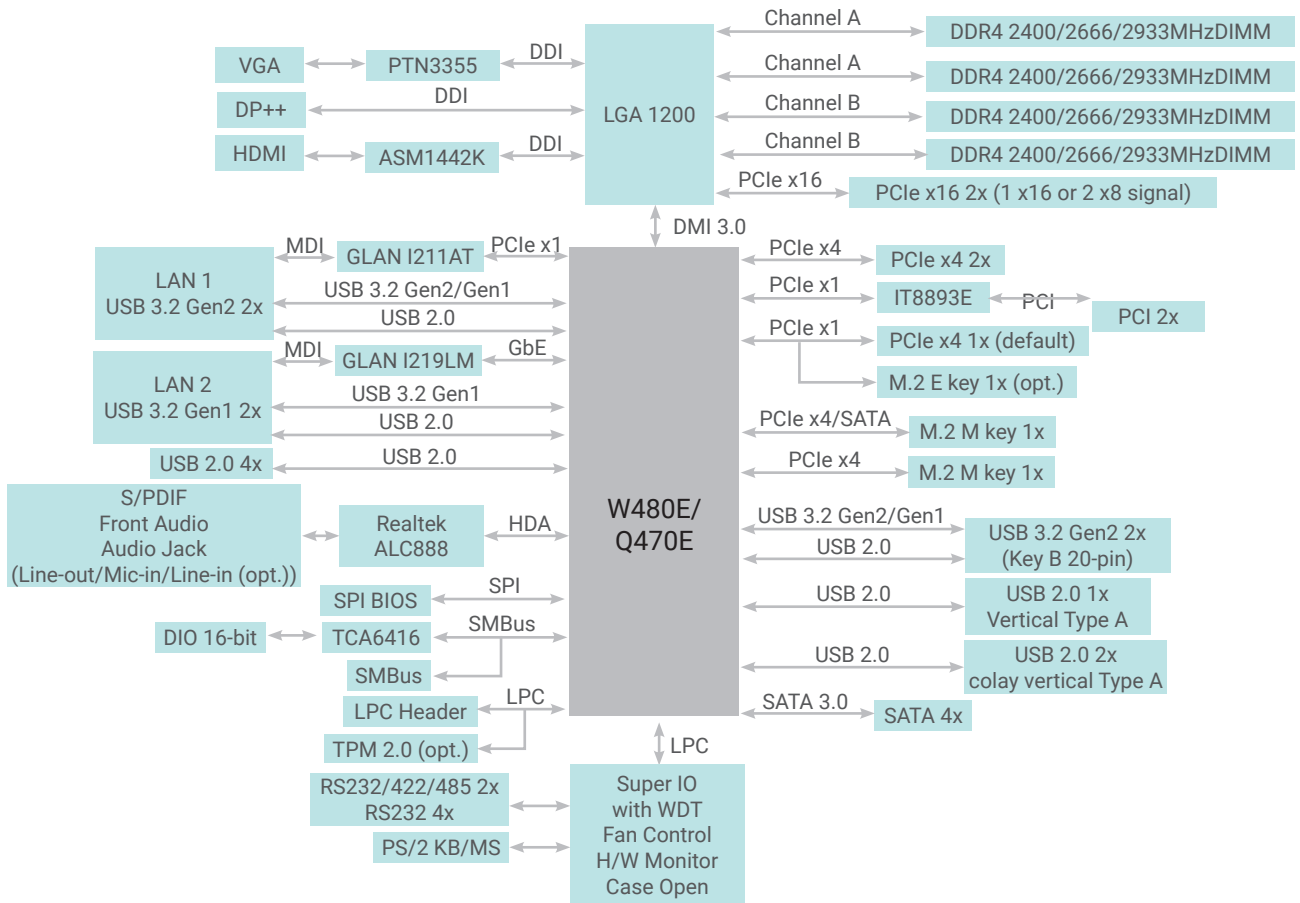 Channel A
DDR4 2400/2666/2933MHzDIMM
VGA
PTN3355
DDI
Channel A
DDR4 2400/2666/2933MHzDIMM
DP++
DDI
LGA 1200
Channel B
DDR4 2400/2666/2933MHzDIMM
HDMI
ASM1442K
DDI
Channel B
DDR4 2400/2666/2933MHzDIMM
PCIe x16
PCIe x16 2x (1 x16 or 2 x8 signal)
DMI 3.0
LAN 1
USB 3.2 Gen2 2x
MDI
GLAN I211AT
PCIe x1
USB 3.2 Gen2/Gen1
USB 2.0
LAN 2
USB 3.2 Gen1 2x
MDI
GLAN I219LM
GbE
USB 3.2 Gen1
USB 2.0
USB 2.0 4x
USB 2.0
S/PDIF
Front Audio
Audio Jack
(Line-out/Mic-in/Line-in (opt.))
Realtek
ALC888
HDA
SPI BIOS
SPI
DIO 16-bit
TCA6416
SMBus
SMBus
LPC Header
LPC
TPM 2.0 (opt.)
W480E/
Q470E
PCIe x4
PCIe x4 2x
PCIe x1
IT8893E
PCI
PCI 2x
PCIe x1
PCIe x4 1x (default)
M.2 E key 1x (opt.)
PCIe x4/SATA
M.2 M key 1x
PCIe x4
M.2 M key 1x
USB 3.2 Gen2/Gen1
USB 2.0
USB 3.2 Gen2 2x
(Key B 20-pin)
USB 2.0
USB 2.0 1x
Vertical Type A
USB 2.0
USB 2.0 2x
colay vertical Type A
SATA 3.0
SATA 4x
LPC
RS232/422/485 2x
RS232 4x
PS/2 KB/MS
Super IO
with WDT
Fan Control
H/W Monitor
Case Open